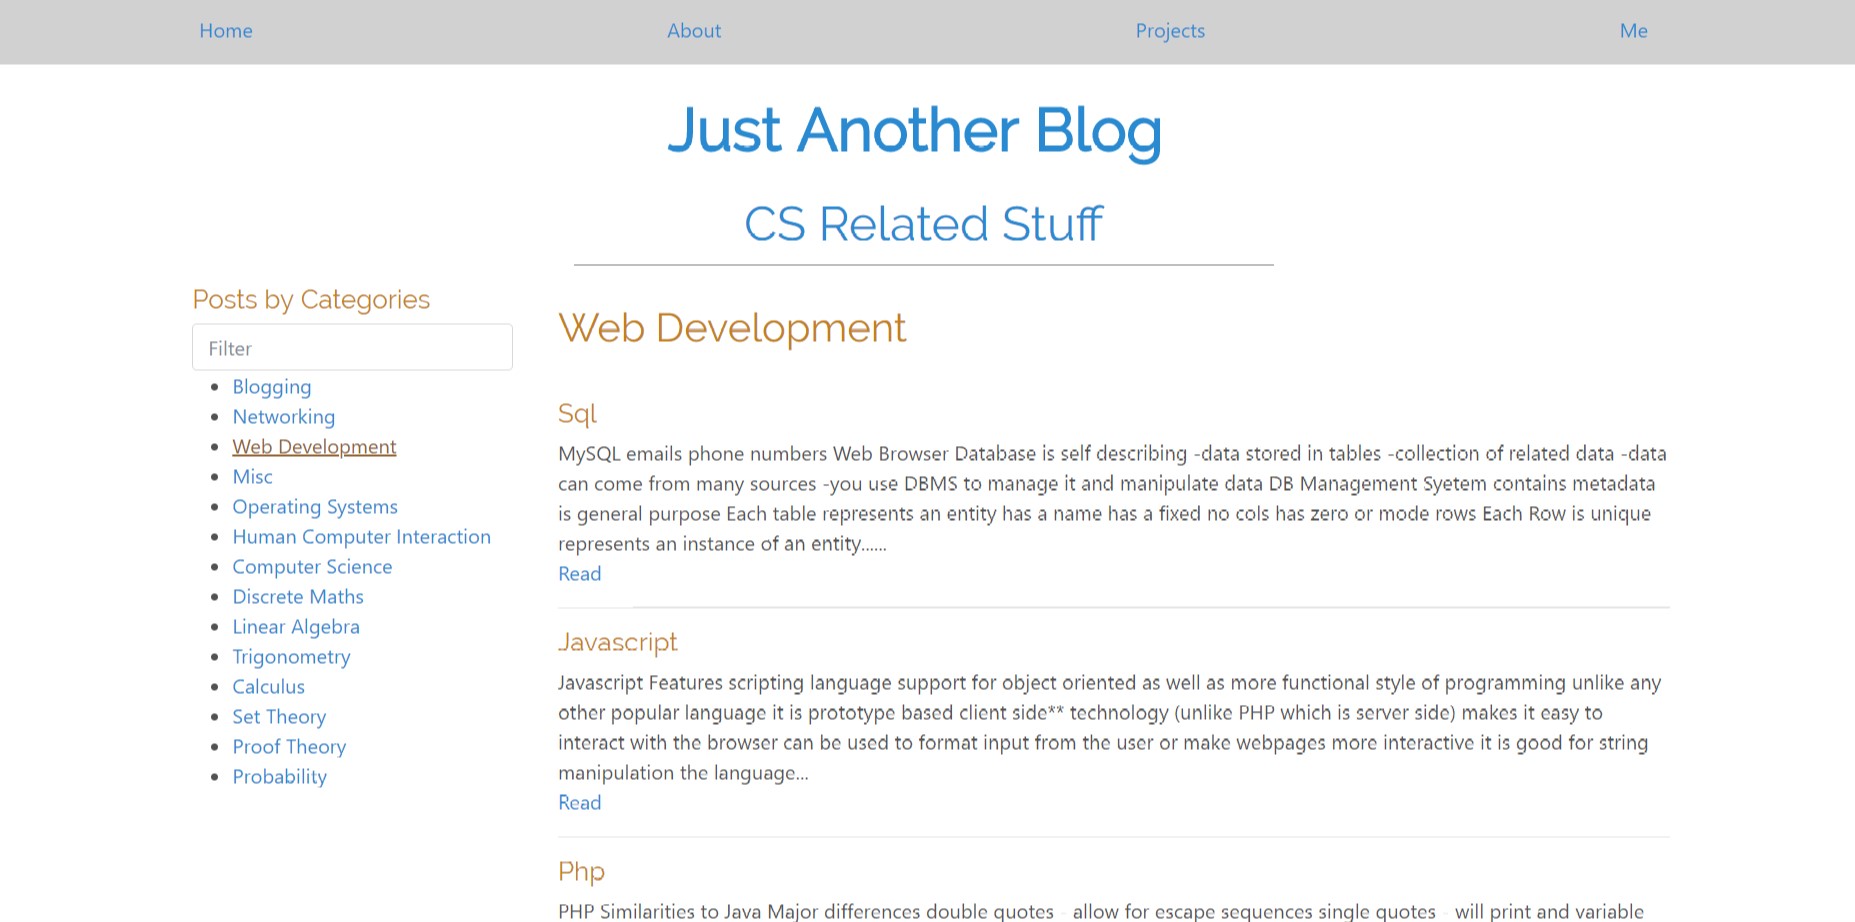 Home About Projects Me
Just Another Blog
CS Related Stuff
Posts by Categories
Filter
Blogging
Networking
Web Development
Misc
Operating Systems
Human Computer Interaction
Computer Science
Discrete Maths
Linear Algebra
Trigonometry
Calculus
Set Theory
Proof Theory
Probability
Web Development
Sql
MySQL emails phone numbers Web Browser Database is self describing -data stored in tables -collection of related data -data
can come from many sources -you use DBMS to manage it and manipulate data DB Management Syetem contains metadata
is general purpose Each table represents an entity has a name has a fixed no cols has zero or mode rows Each Row is unique
represents an instance of an entity......
Read
Javascript
Javascript Features scripting language support for object oriented as well as more functional style of programming unlike any
other popular language it is prototype based client side** technology (unlike PHP which is server side) makes it easy to
interact with the browser can be used to format input from the user or make webpages more interactive it is good for string
manipulation the language...
Read
Php
PHP Similarities to Java Major differences double quotes - allow for escape sequences single quotes - will print and variable